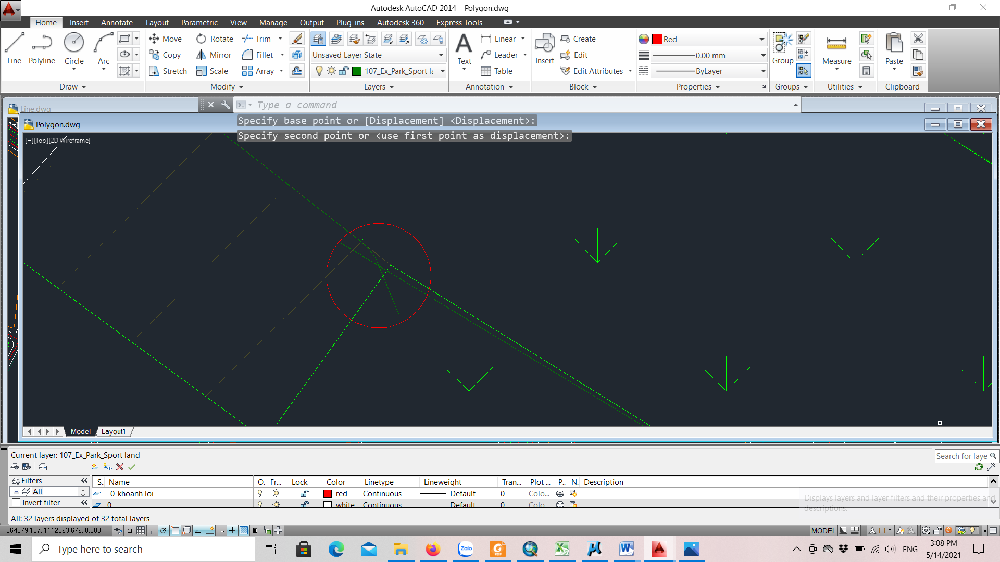 Autodesk AutoCAD 2014 Polygon.dwg
Home Insert Annotate Layout Parametric View Manage Output Plug-ins Autodesk 360 Express Tools
Line Polyline Circle Arc
Move Rotate Trim
Copy Mirror Fillet
Stretch Scale Array
Unsaved Layer State
107_Ex_Park_Sport
Text
Linear
Leader
Table
Insert
Create
Edit
Edit Attributes
Red
0.00 mm
ByLayer
Group
Measure
Paste
Draw Modify Layers Annotation Block Properties Groups Utilities Clipboard
Line.dwg
Type a command
Polygon.dwg
Specify base point or [Displacement] <Displacement>:
Specify second point or <use first point as displacement>:
[−][Top][2D Wireframe]
Model Layout1
Current layer: 107_Ex_Park_Sport land
Search for laye
Filters
All
Invert filter
S. Name O. Fr... Lock Color Linetype Lineweight Tran... Plot ... P.. N. Description
-0-khoanh loi red Continuous Default 0 Colo...
0 white Continuous Default 0 Colo...
Displays layers and layer filters and their properties and
descriptions.
All: 32 layers displayed of 32 total layers
564879.127, 1112563.676, 0.000
MODEL 1:1
Type here to search
Zalo
PDF
ENG
3:08 PM
5/14/2021